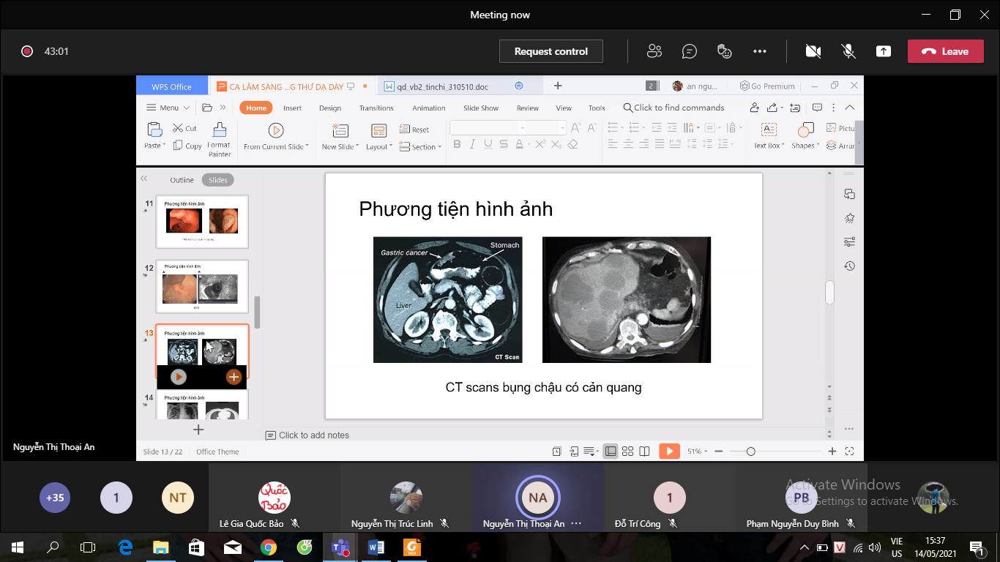 Meeting now
43:01
Request control
Leave
WPS Office
CA LÂM SÀNG ...G THƯ DẠ DÀY
qd_vb2_tinchi_310510.doc
2
an ngu...
Go Premium
Menu
Home
Insert
Design
Transitions
Animation
Slide Show
Review
View
Tools
Click to find commands
Paste
Cut
Copy
Format Painter
From Current Slide
New Slide
Layout
Reset
Section
B I U S A X² X₂
Text Box
Shapes
Pictu
Arran
Outline
Slides
11
Phương tiện hình ảnh
12
Phương tiện hình ảnh
A
B
EUS
13
Phương tiện hình ảnh
14
Phương tiện hình ảnh
Phương tiện hình ảnh
Gastric cancer
Stomach
Liver
CT Scan
CT scans bụng chậu có cản quang
Click to add notes
Slide 13 / 22
Office Theme
51%
Nguyễn Thị Thoại An
+35
1
NT
Quốc Bảo
Lê Gia Quốc Bảo
Nguyễn Thị Trúc Linh
NA
Nguyễn Thị Thoại An
1
Đỗ Trí Công
PB
Phạm Nguyễn Duy Bình
Activate Windows
Go to Settings to activate Windows.
VIE
US
15:37
14/05/2021
1